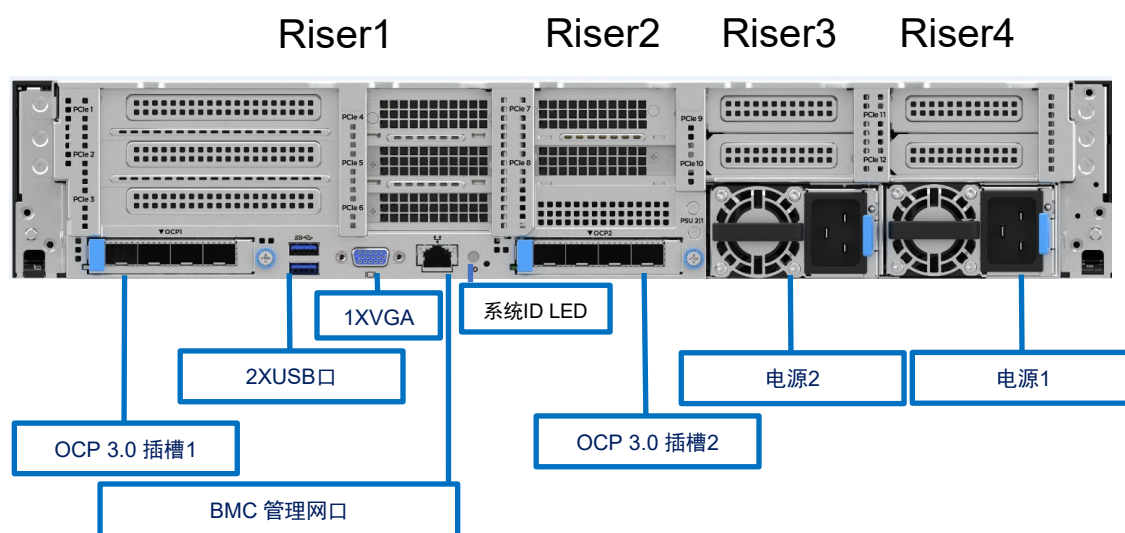 Riser1
Riser2
Riser3
Riser4
PCIe 1
PCIe 2
PCIe 3
PCIe 4
PCIe 5
PCIe 6
PCIe 7
PCIe 8
PCIe 9
PCIe 10
PCIe 11
PCIe 12
PSU 2|1
▼OCP1
▼OCP2
1XVGA
系统ID LED
2XUSB口
电源2
电源1
OCP 3.0 插槽1
OCP 3.0 插槽2
BMC 管理网口